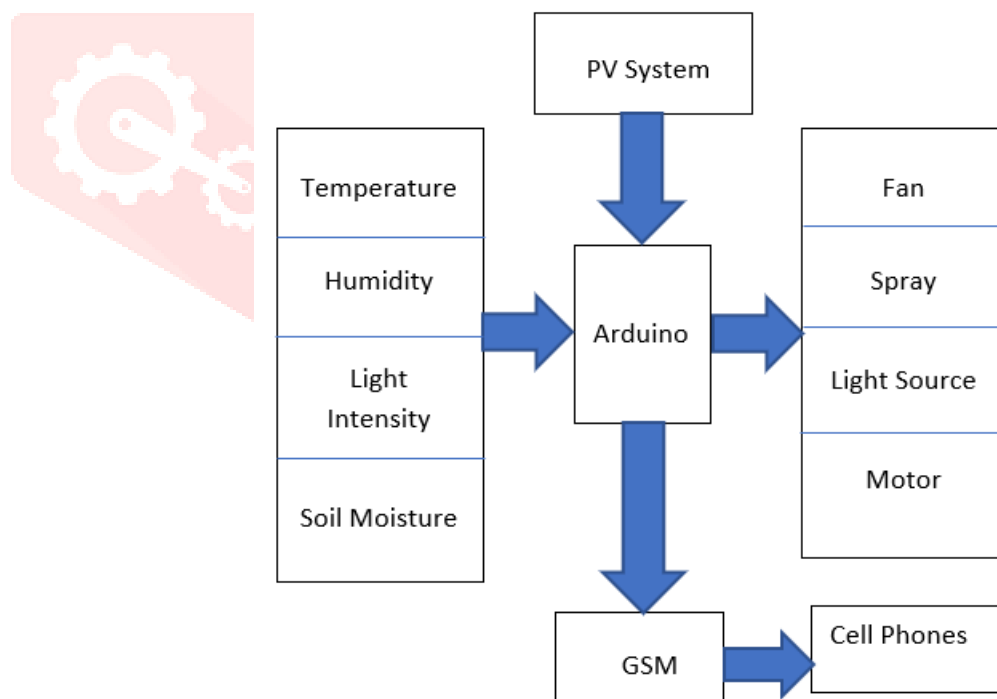 PV System
Temperature
Humidity
Light
Intensity
Soil Moisture
Arduino
Fan
Spray
Light Source
Motor
GSM
Cell Phones